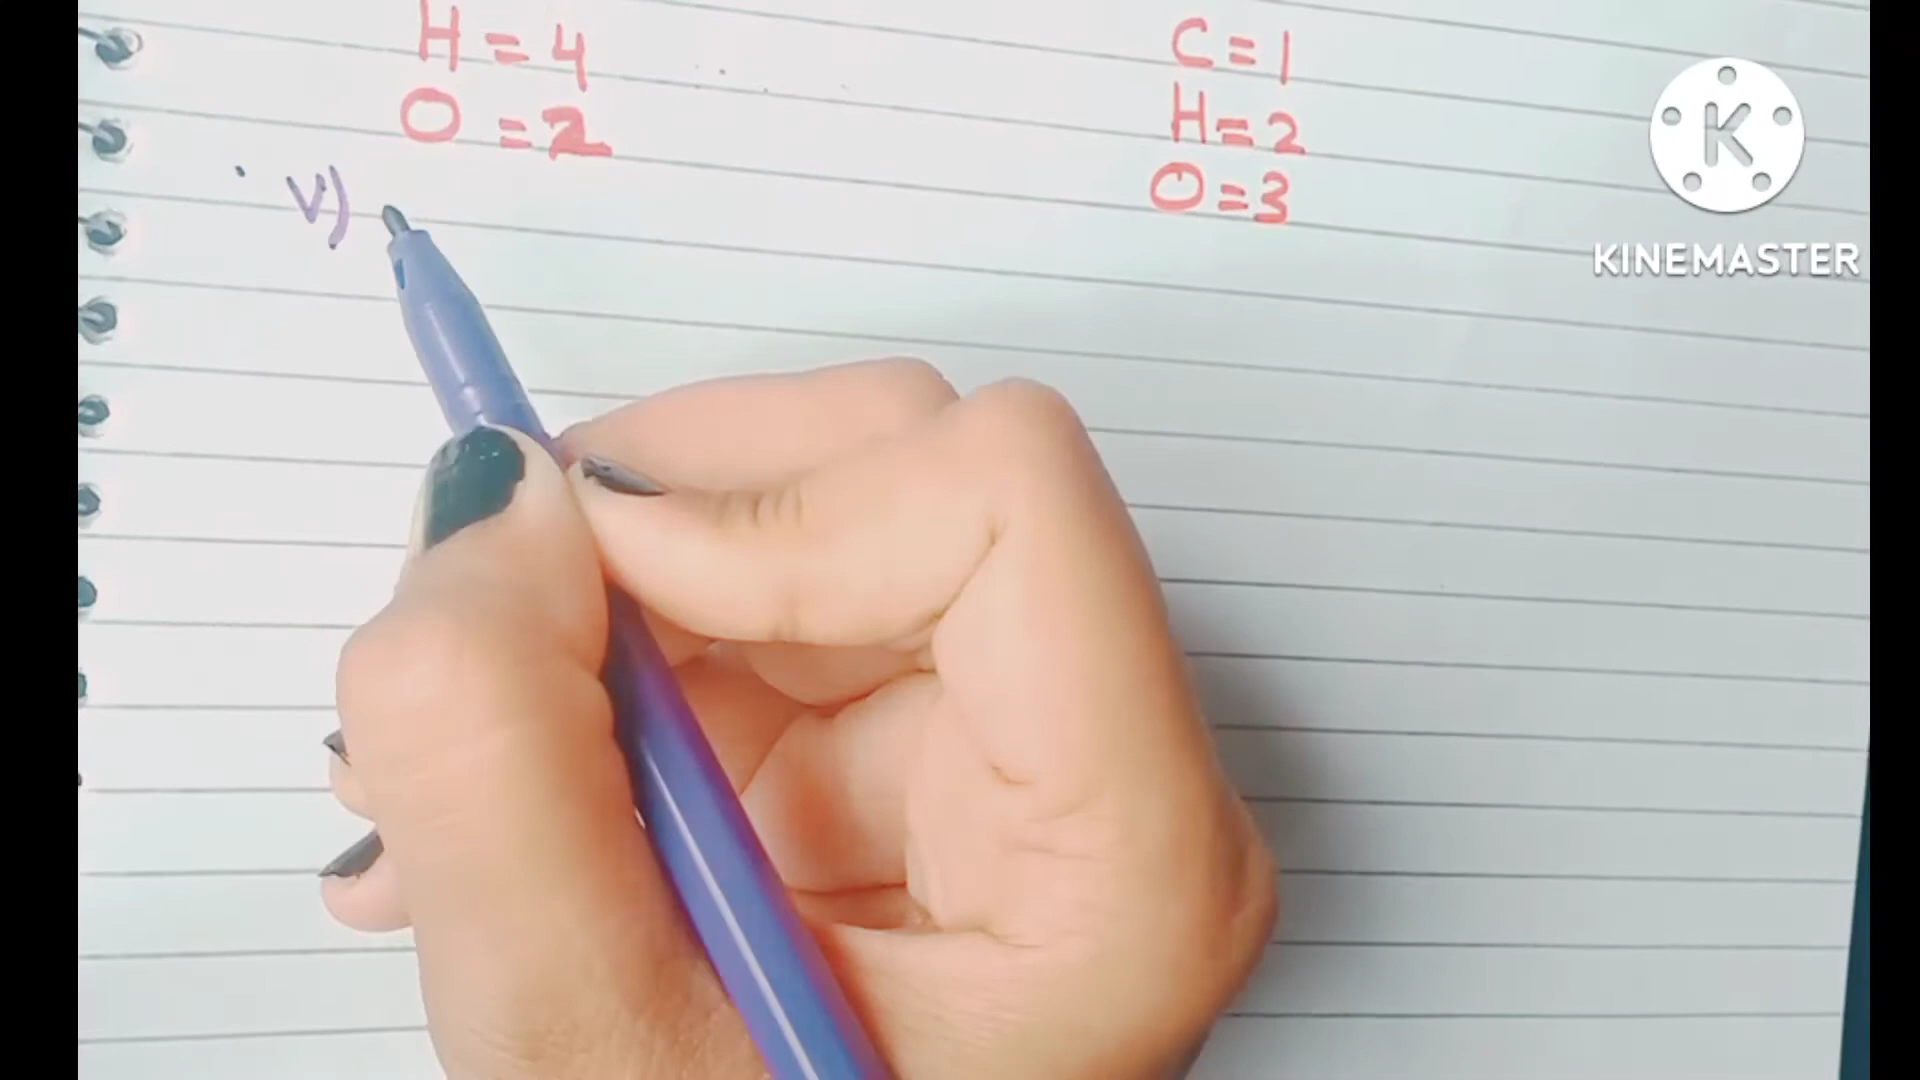 H = 4
O = 2
C = 1
H = 2
O = 3
v)
K
KINEMASTER